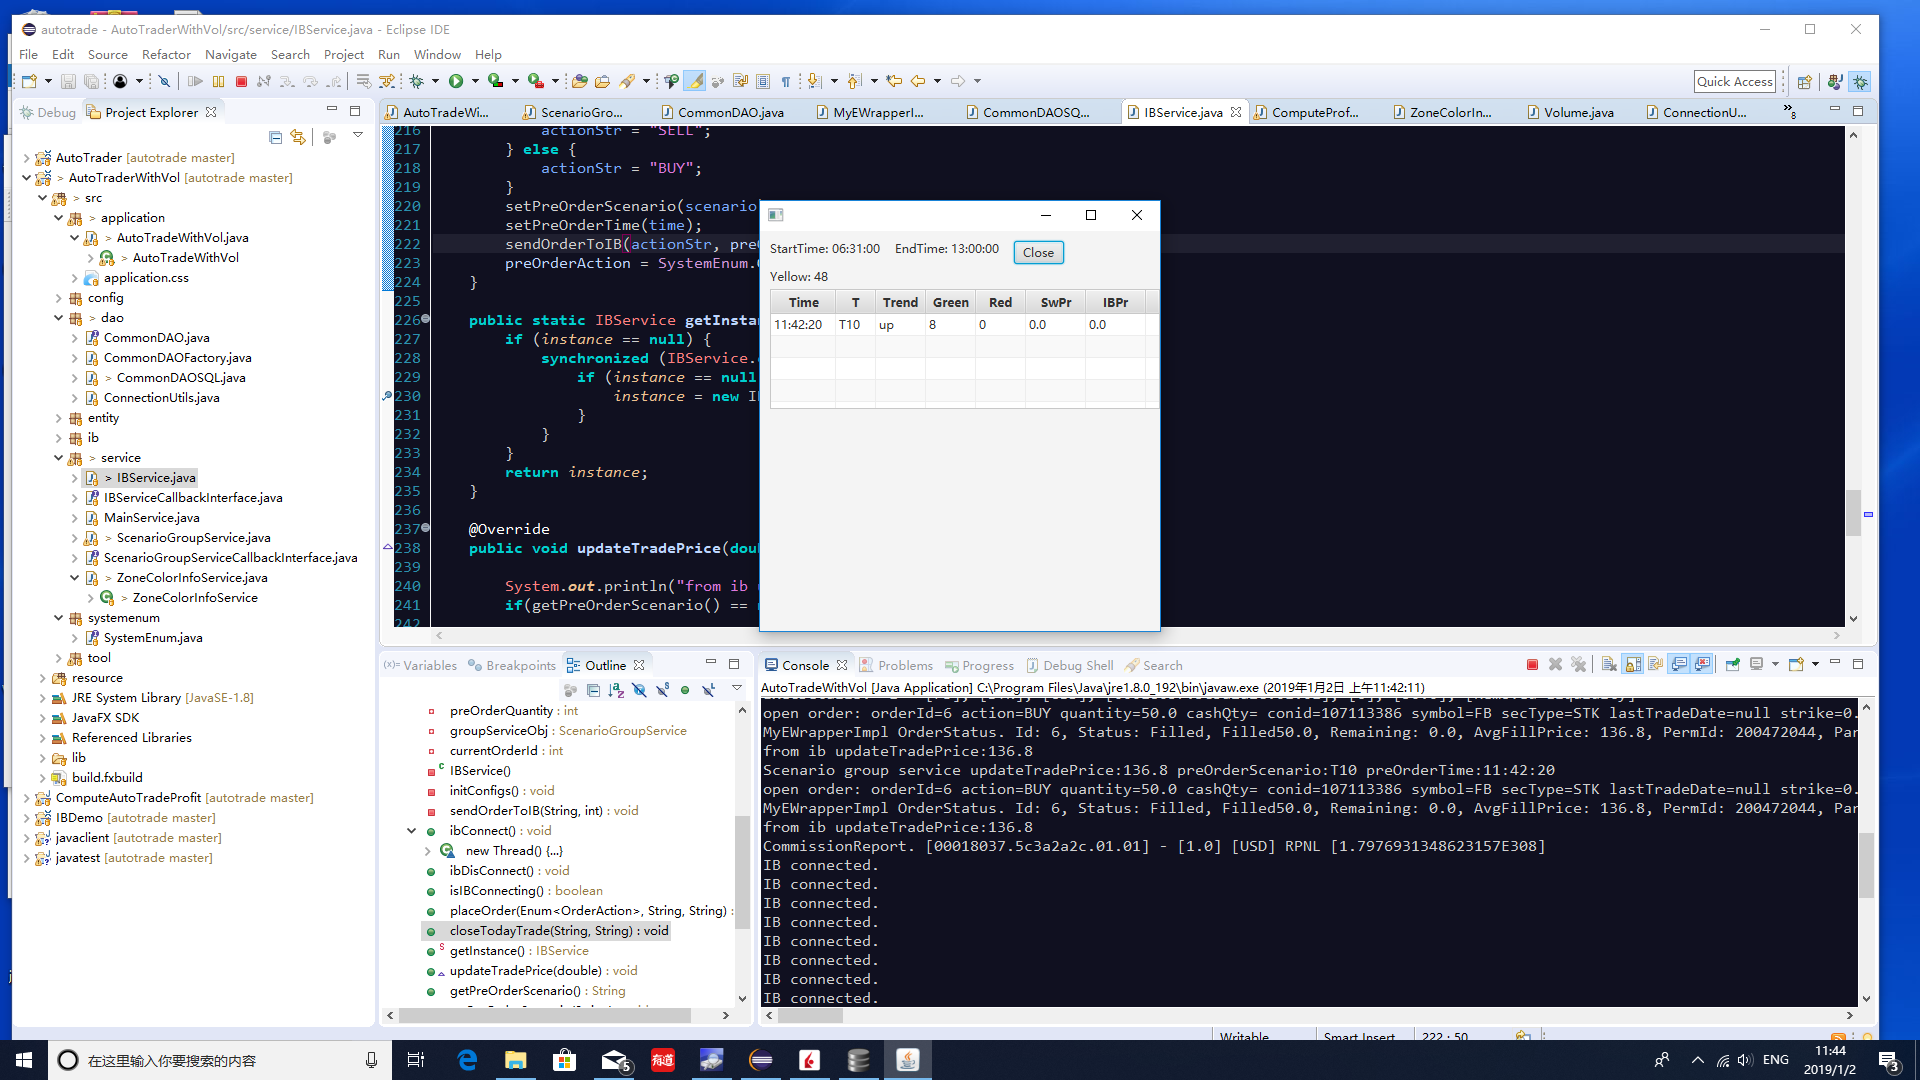 autotrade - AutoTraderWithVol/src/service/IBService.java - Eclipse IDE
File Edit Source Refactor Navigate Search Project Run Window Help
Quick Access
Debug Project Explorer
AutoTrader [autotrade master]
> AutoTraderWithVol [autotrade master]
> src
> application
> AutoTradeWithVol.java
> AutoTradeWithVol
application.css
config
> dao
CommonDAO.java
CommonDAOFactory.java
> CommonDAOSQL.java
ConnectionUtils.java
entity
ib
> service
> IBService.java
IBServiceCallbackInterface.java
MainService.java
> ScenarioGroupService.java
ScenarioGroupServiceCallbackInterface.java
> ZoneColorInfoService.java
> ZoneColorInfoService
systemenum
SystemEnum.java
tool
resource
JRE System Library [JavaSE-1.8]
JavaFX SDK
Referenced Libraries
lib
build.fxbuild
ComputeAutoTradeProfit [autotrade master]
IBDemo [autotrade master]
javaclient [autotrade master]
javatest [autotrade master]
AutoTradeWi... ScenarioGro... CommonDAO.java MyEWrapperI... CommonDAOSQ... IBService.java ComputeProf... ZoneColorIn... Volume.java ConnectionU... »8
216 actionStr = "SELL";
217 } else {
218 actionStr = "BUY";
219 }
220 setPreOrderScenario(scenario
221 setPreOrderTime(time);
222 sendOrderToIB(actionStr, pre
223 preOrderAction = SystemEnum.
224 }
225
226 public static IBService getInsta
227 if (instance == null) {
228 synchronized (IBService.
229 if (instance == null
230 instance = new I
231 }
232 }
233 }
234 return instance;
235 }
236
237 @Override
238 public void updateTradePrice(dou
239
240 System.out.println("from ib
241 if(getPreOrderScenario() ==
242
StartTime: 06:31:00 EndTime: 13:00:00 Close
Yellow: 48
Time T Trend Green Red SwPr IBPr
11:42:20 T10 up 8 0 0.0 0.0
(x)= Variables Breakpoints Outline
preOrderQuantity : int
groupServiceObj : ScenarioGroupService
currentOrderId : int
IBService()
initConfigs() : void
sendOrderToIB(String, int) : void
ibConnect() : void
new Thread() {...}
ibDisConnect() : void
isIBConnecting() : boolean
placeOrder(Enum<OrderAction>, String, String) :
closeTodayTrade(String, String) : void
getInstance() : IBService
updateTradePrice(double) : void
getPreOrderScenario() : String
Console Problems Progress Debug Shell Search
AutoTradeWithVol [Java Application] C:\Program Files\Java\jre1.8.0_192\bin\javaw.exe (2019年1月2日 上午11:42:11)
open order: orderId=6 action=BUY quantity=50.0 cashQty= conid=107113386 symbol=FB secType=STK lastTradeDate=null strike=0.
MyEWrapperImpl OrderStatus. Id: 6, Status: Filled, Filled50.0, Remaining: 0.0, AvgFillPrice: 136.8, PermId: 200472044, Par
from ib updateTradePrice:136.8
Scenario group service updateTradePrice:136.8 preOrderScenario:T10 preOrderTime:11:42:20
open order: orderId=6 action=BUY quantity=50.0 cashQty= conid=107113386 symbol=FB secType=STK lastTradeDate=null strike=0.
MyEWrapperImpl OrderStatus. Id: 6, Status: Filled, Filled50.0, Remaining: 0.0, AvgFillPrice: 136.8, PermId: 200472044, Par
from ib updateTradePrice:136.8
CommissionReport. [00018037.5c3a2a2c.01.01] - [1.0] [USD] RPNL [1.7976931348623157E308]
IB connected.
IB connected.
IB connected.
IB connected.
IB connected.
IB connected.
IB connected.
IB connected.
Writable Smart Insert 222 : 50
在这里输入你要搜索的内容
5
有道
ENG
11:44
2019/1/2
3